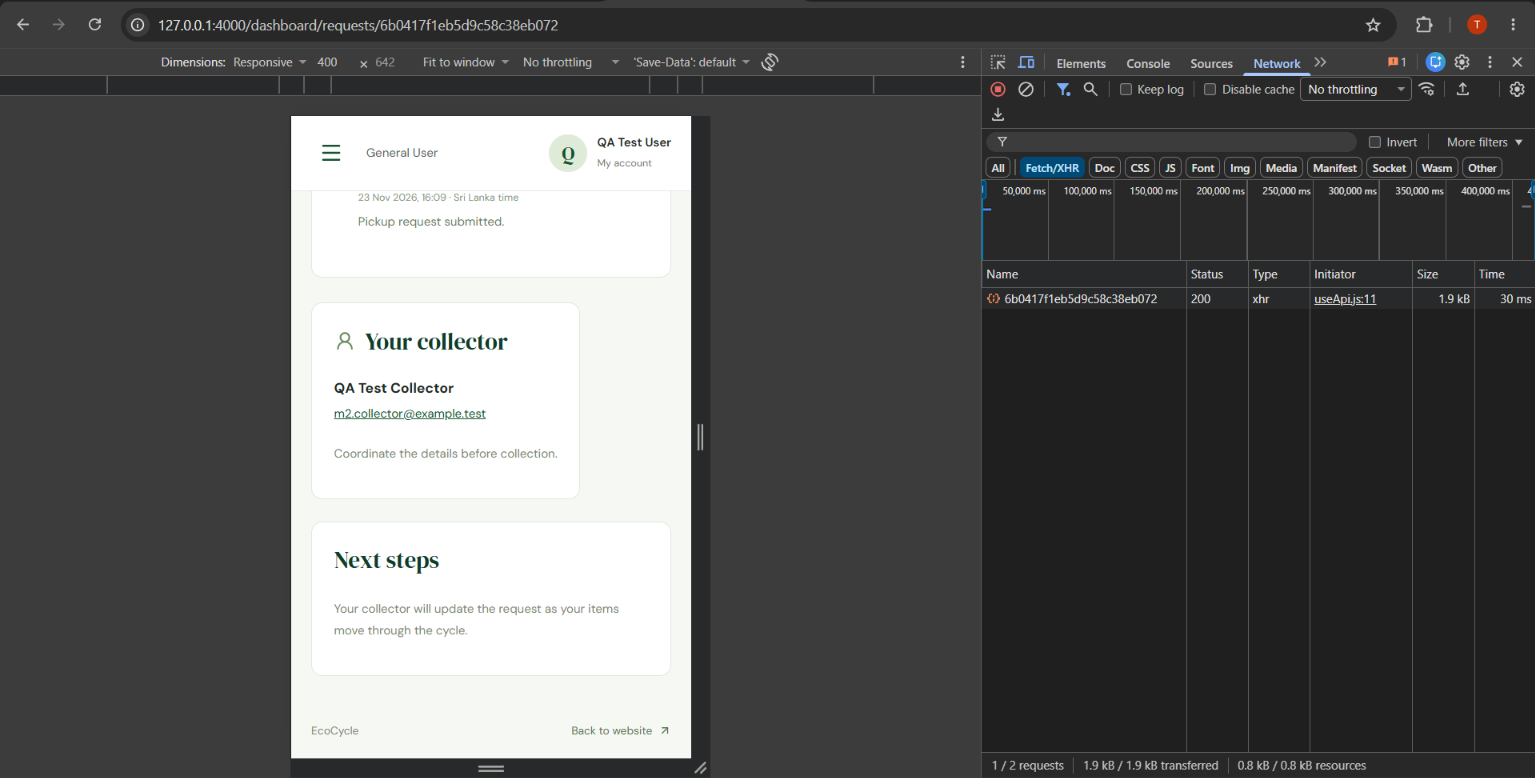 127.0.0.1:4000/dashboard/requests/6b0417f1eb5d9c58c38eb072
T
Dimensions: Responsive 400 × 642 Fit to window No throttling 'Save-Data': default
Elements Console Sources Network 1
Keep log Disable cache No throttling
Invert More filters
All Fetch/XHR Doc CSS JS Font Img Media Manifest Socket Wasm Other
50,000 ms 100,000 ms 150,000 ms 200,000 ms 250,000 ms 300,000 ms 350,000 ms 400,000 ms
Name Status Type Initiator Size Time
6b0417f1eb5d9c58c38eb072 200 xhr useApi.js:11 1.9 kB 30 ms
1 / 2 requests 1.9 kB / 1.9 kB transferred 0.8 kB / 0.8 kB resources
General User
Q
QA Test User
My account
23 Nov 2026, 16:09 · Sri Lanka time
Pickup request submitted.
Your collector
QA Test Collector
m2.collector@example.test
Coordinate the details before collection.
Next steps
Your collector will update the request as your items
move through the cycle.
EcoCycle
Back to website